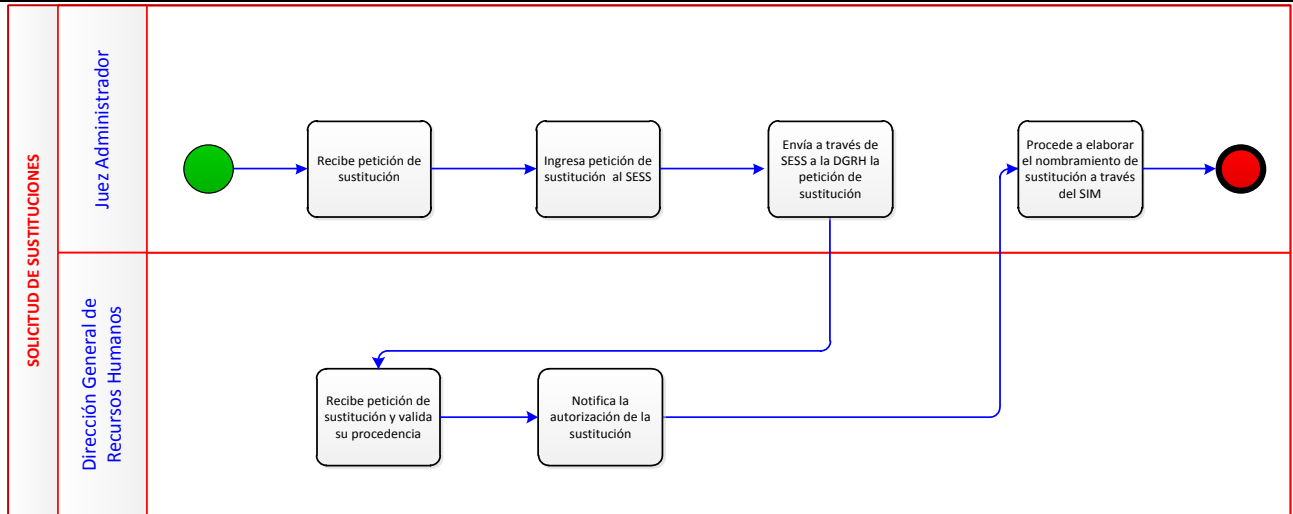 SOLICITUD DE SUSTITUCIONES
Juez Administrador
Recibe petición de
sustitución
Ingresa petición de
sustitución al SESS
Envía a través de
SESS a la DGRH la
petición de
sustitución
Procede a elaborar
el nombramiento de
sustitución a través
del SIM
Dirección General de
Recursos Humanos
Recibe petición de
sustitución y valida
su procedencia
Notifica la
autorización de la
sustitución